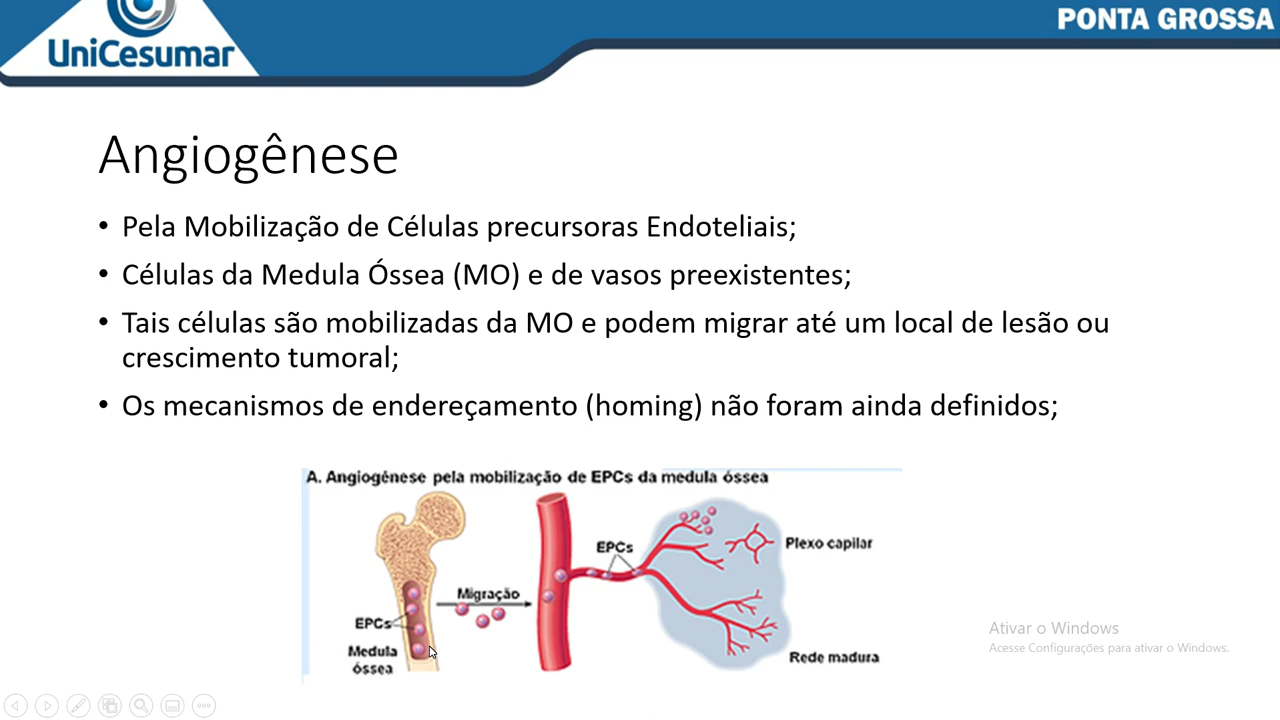 PONTA GROSSA
UniCesumar
Angiogênese
• Pela Mobilização de Células precursoras Endoteliais;
• Células da Medula Óssea (MO) e de vasos preexistentes;
• Tais células são mobilizadas da MO e podem migrar até um local de lesão ou
crescimento tumoral;
• Os mecanismos de endereçamento (homing) não foram ainda definidos;
A. Angiogênese pela mobilização de EPCs da medula óssea
EPCs
Plexo capilar
Migração
EPCs
Medula
óssea
Rede madura
Ativar o Windows
Acesse Configurações para ativar o Windows.